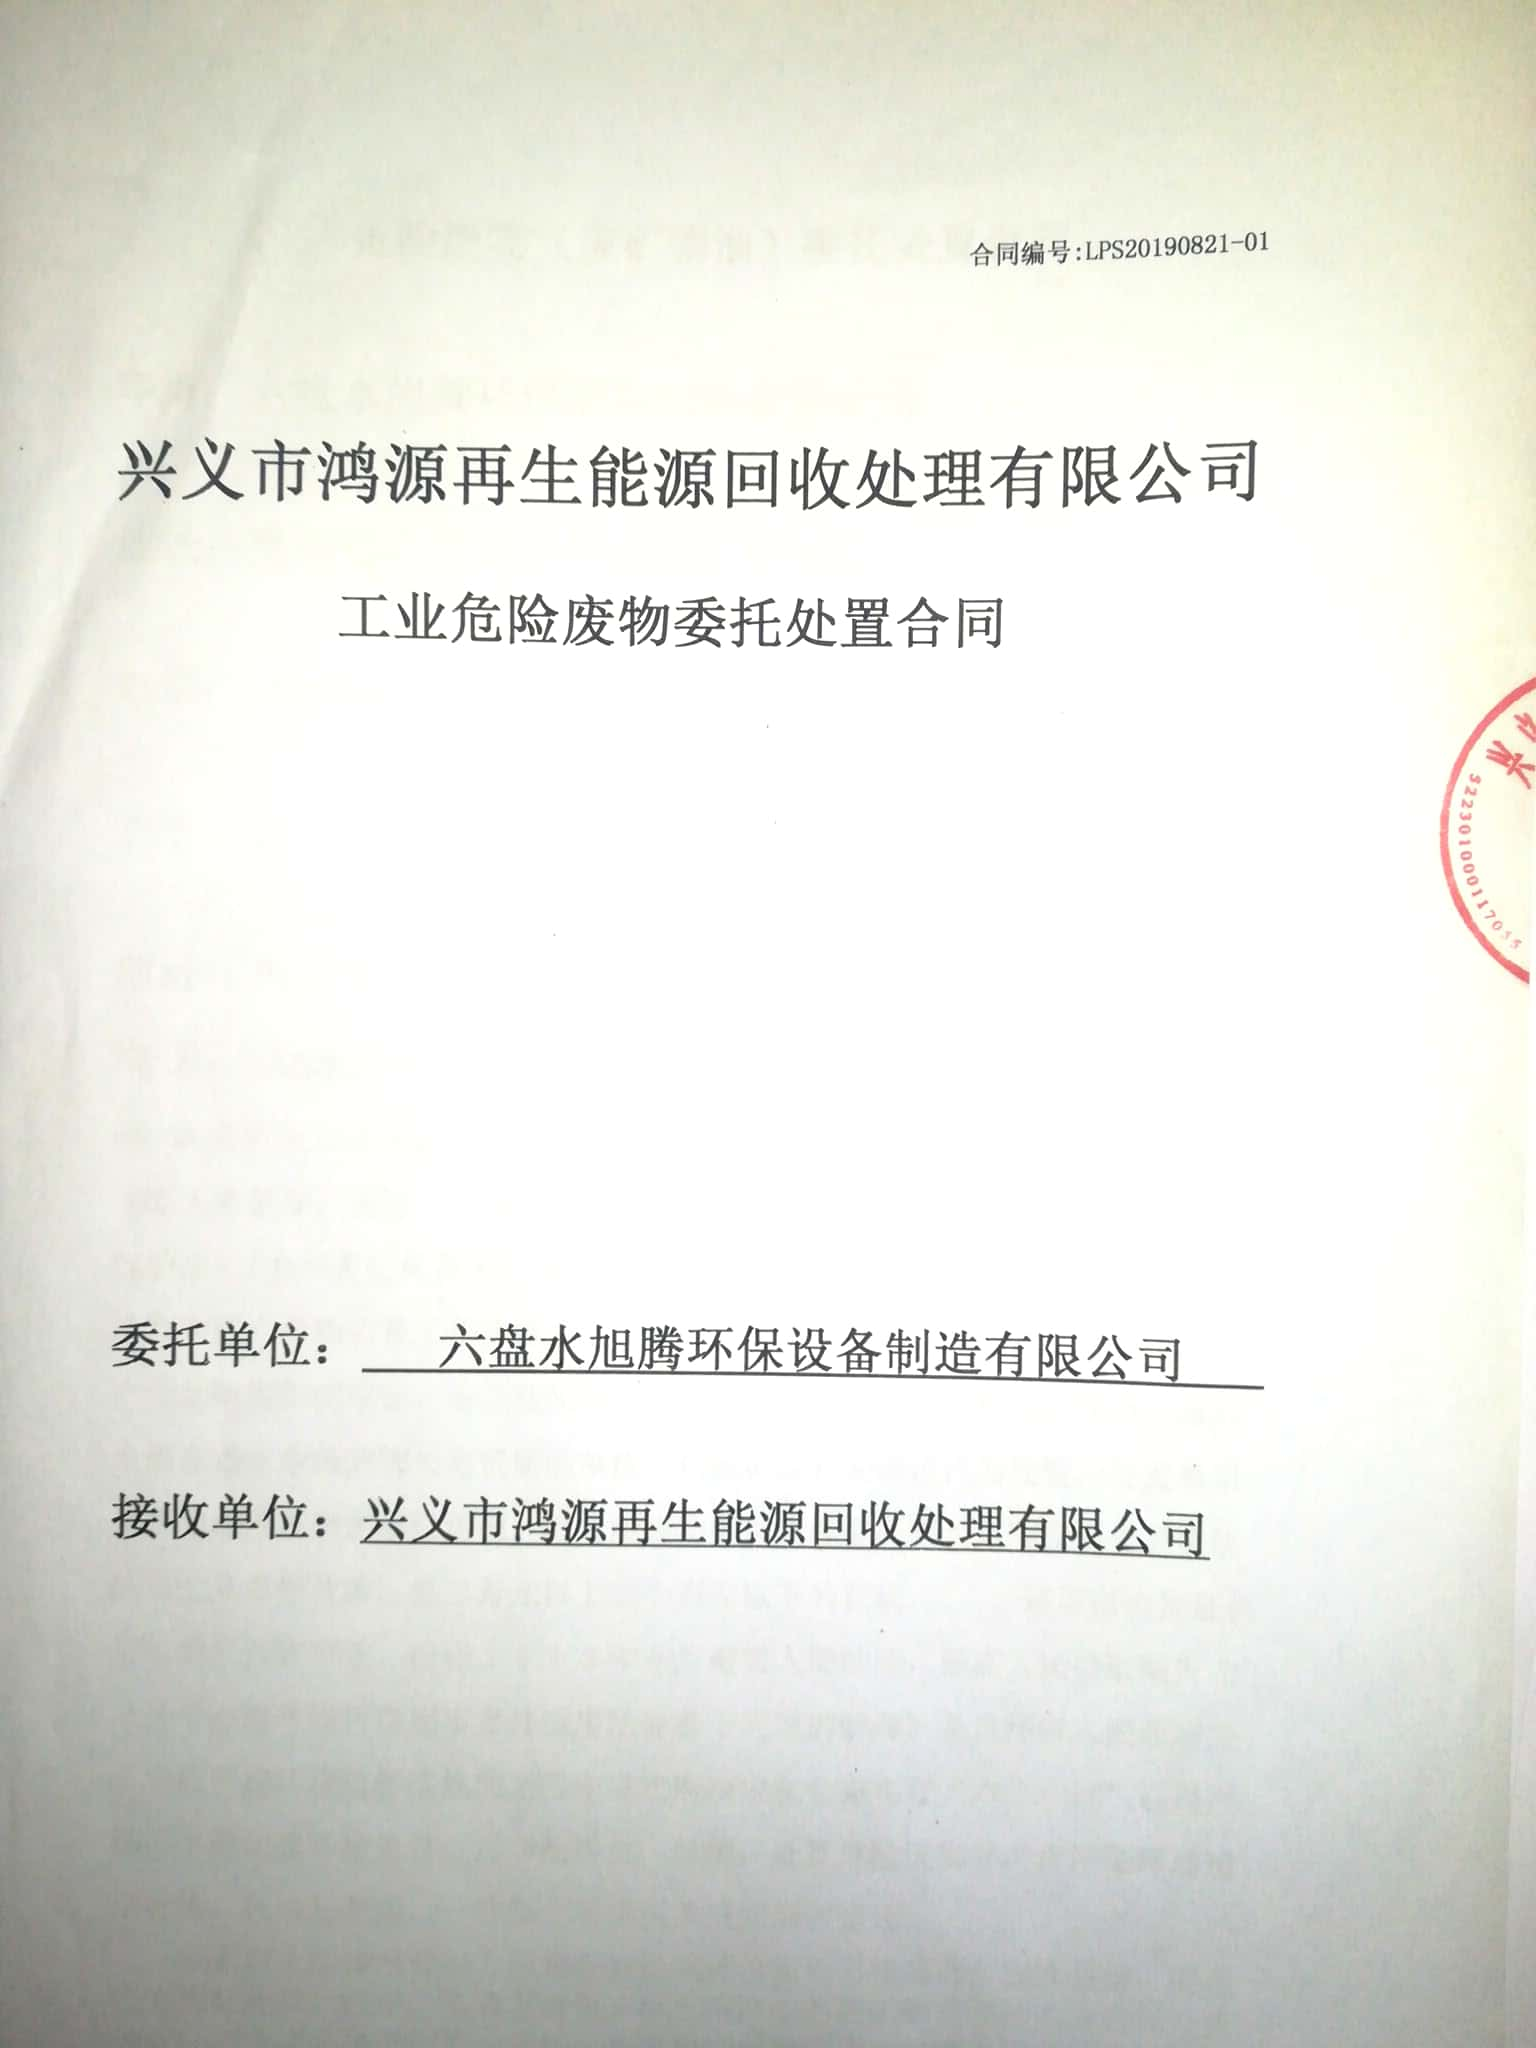 合同编号:LPS20190821-01
兴义市鸿源再生能源回收处理有限公司
工业危险废物委托处置合同
兴
522301000117055
委托单位：六盘水旭腾环保设备制造有限公司
接收单位：兴义市鸿源再生能源回收处理有限公司